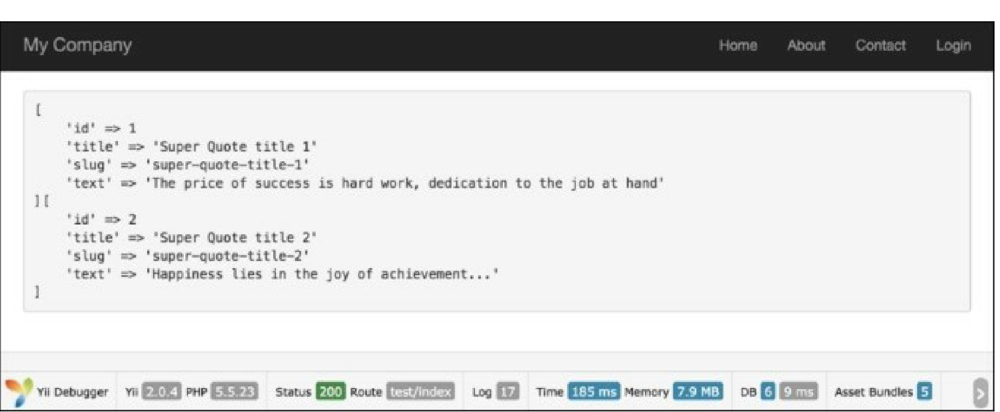 My Company Home About Contact Login
[
'id' => 1
'title' => 'Super Quote title 1'
'slug' => 'super-quote-title-1'
'text' => 'The price of success is hard work, dedication to the job at hand'
][
'id' => 2
'title' => 'Super Quote title 2'
'slug' => 'super-quote-title-2'
'text' => 'Happiness lies in the joy of achievement...'
]
Yii Debugger Yii 2.0.4 PHP 5.5.23 Status 200 Route test/index Log 17 Time 185 ms Memory 7.9 MB DB 6 9 ms Asset Bundles 5 >